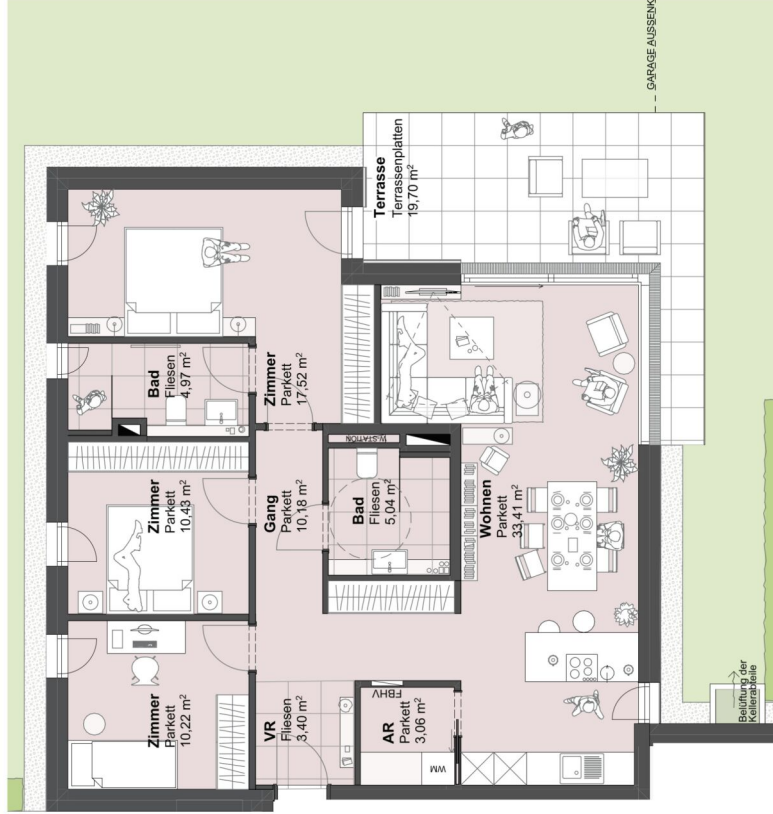 GARAGE AUSSENK
Terrasse
Terrassenplatten
19,70 m²
Bad
Fliesen
4,97 m²
Zimmer
Parkett
17,52 m²
Zimmer
Parkett
10,43 m²
Gang
Parkett
10,18 m²
W-STATION
Bad
Fliesen
5,04 m²
Wohnen
Parkett
33,41 m²
Zimmer
Parkett
10,22 m²
VR
Fliesen
3,40 m²
FBHV
AR
Parkett
3,06 m²
WM
Belüftung der
Kellerabteile